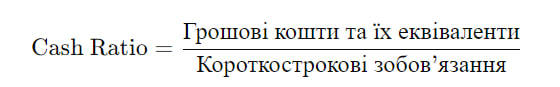 Cash Ratio = Грошові кошти та їх еквіваленти
Короткострокові зобов’язання